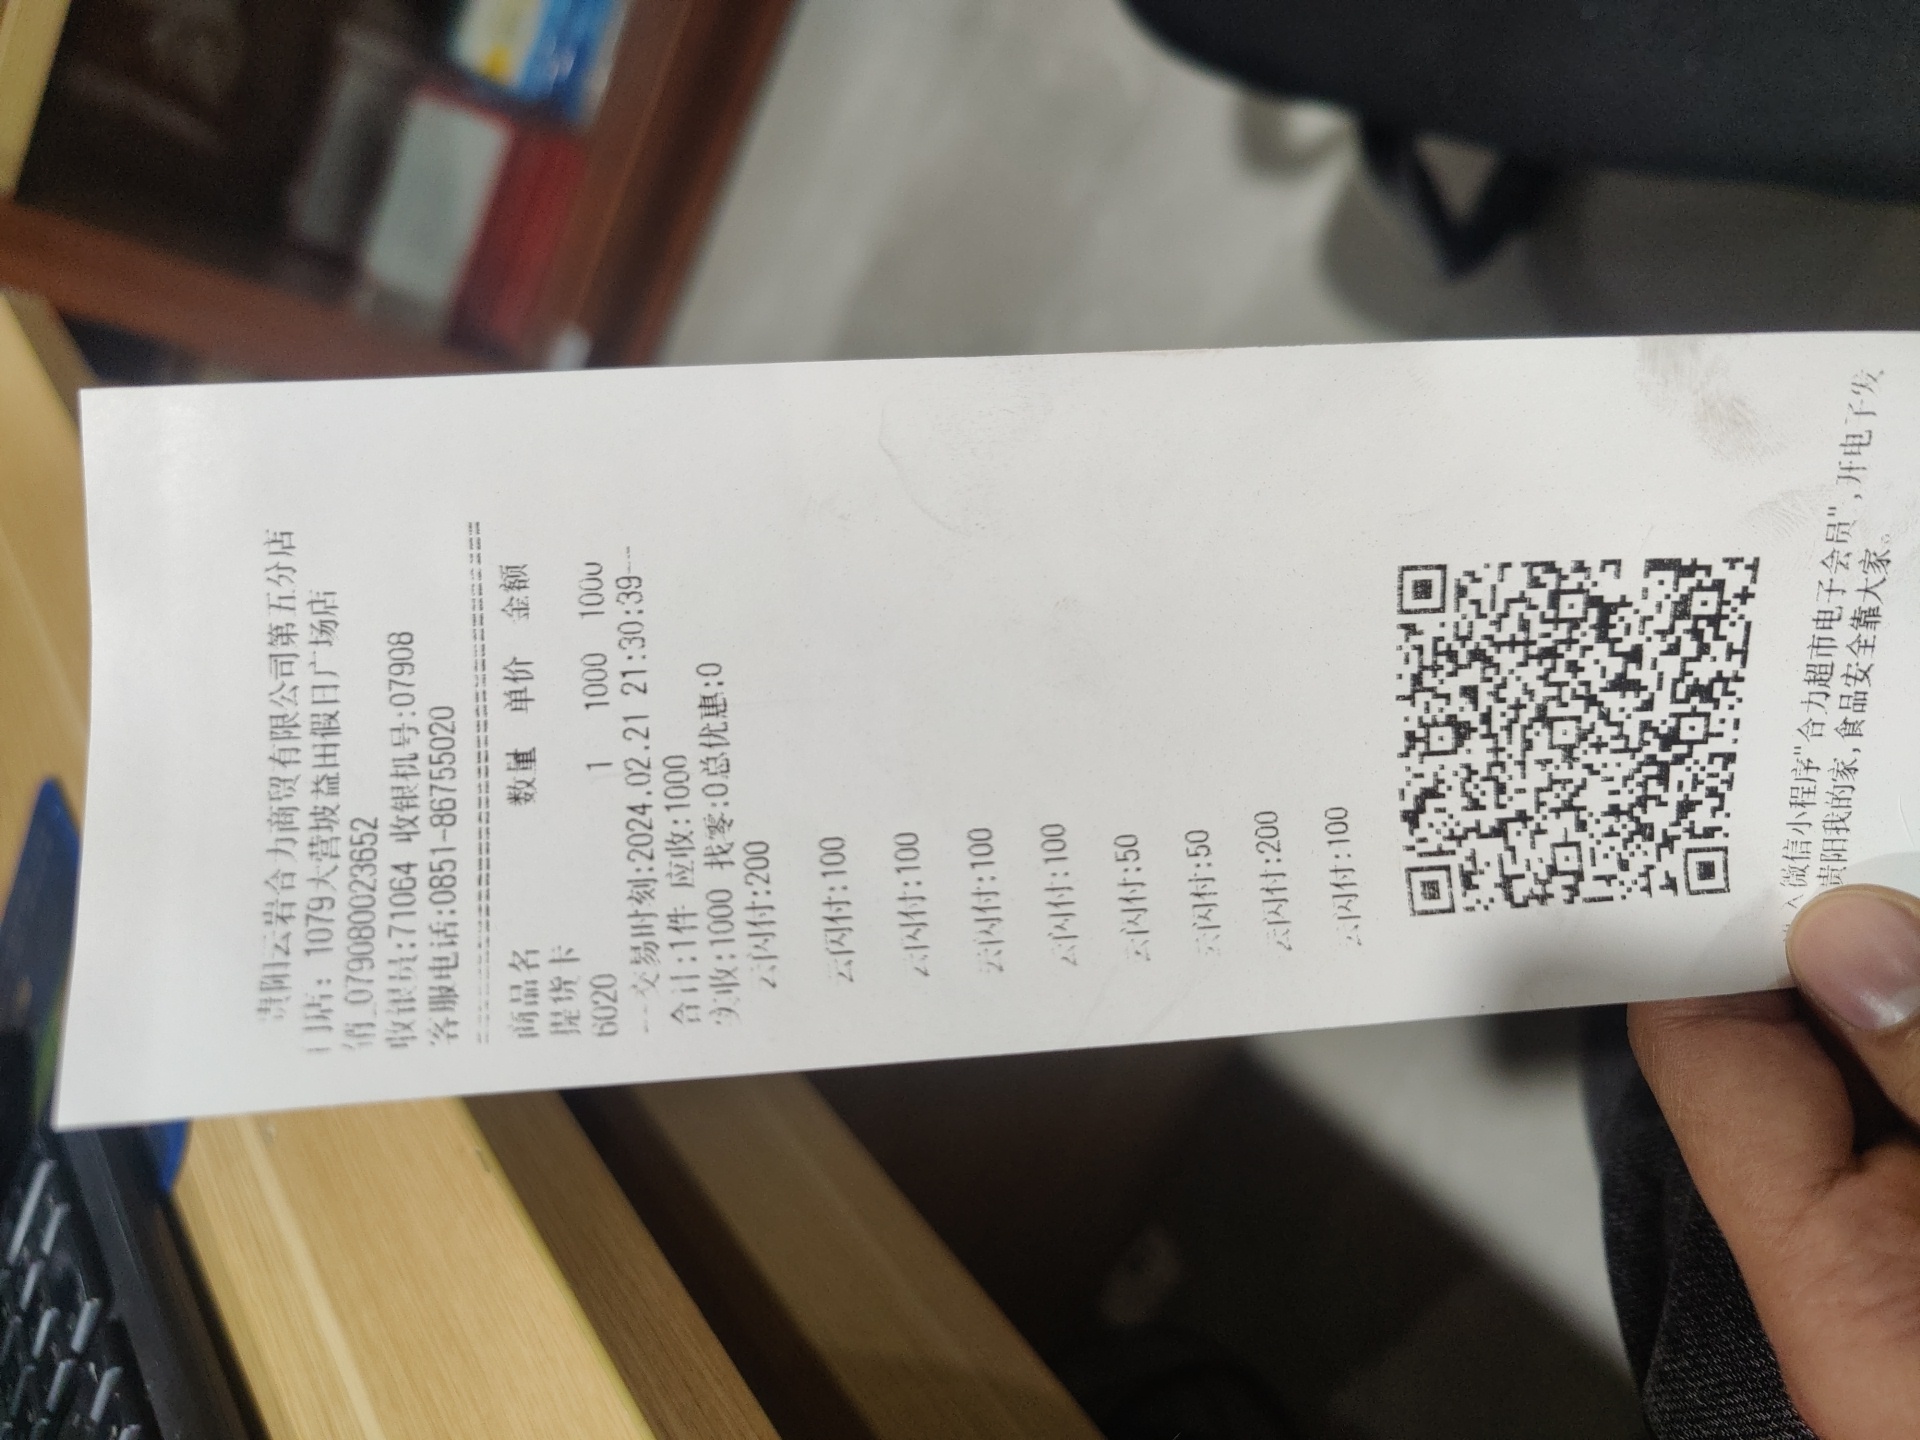 贵阳云岩合力商贸有限公司第五分店
门店: 1079大营坡益田假日广场店
销_0790800023652
收银员:71064 收银机号:07908
客服电话:0851-86755020
商品名 数量 单价 金额
提货卡
6020 1 1000 1000
---交易时刻:2024.02.21 21:30:39---
合计:1件 应收:1000
实收:1000 找零:0总优惠:0
云闪付:200
云闪付:100
云闪付:100
云闪付:100
云闪付:100
云闪付:50
云闪付:50
云闪付:200
云闪付:100
入微信小程序"合力超市电子会员",开电子发
贵阳我的家,食品安全靠大家。